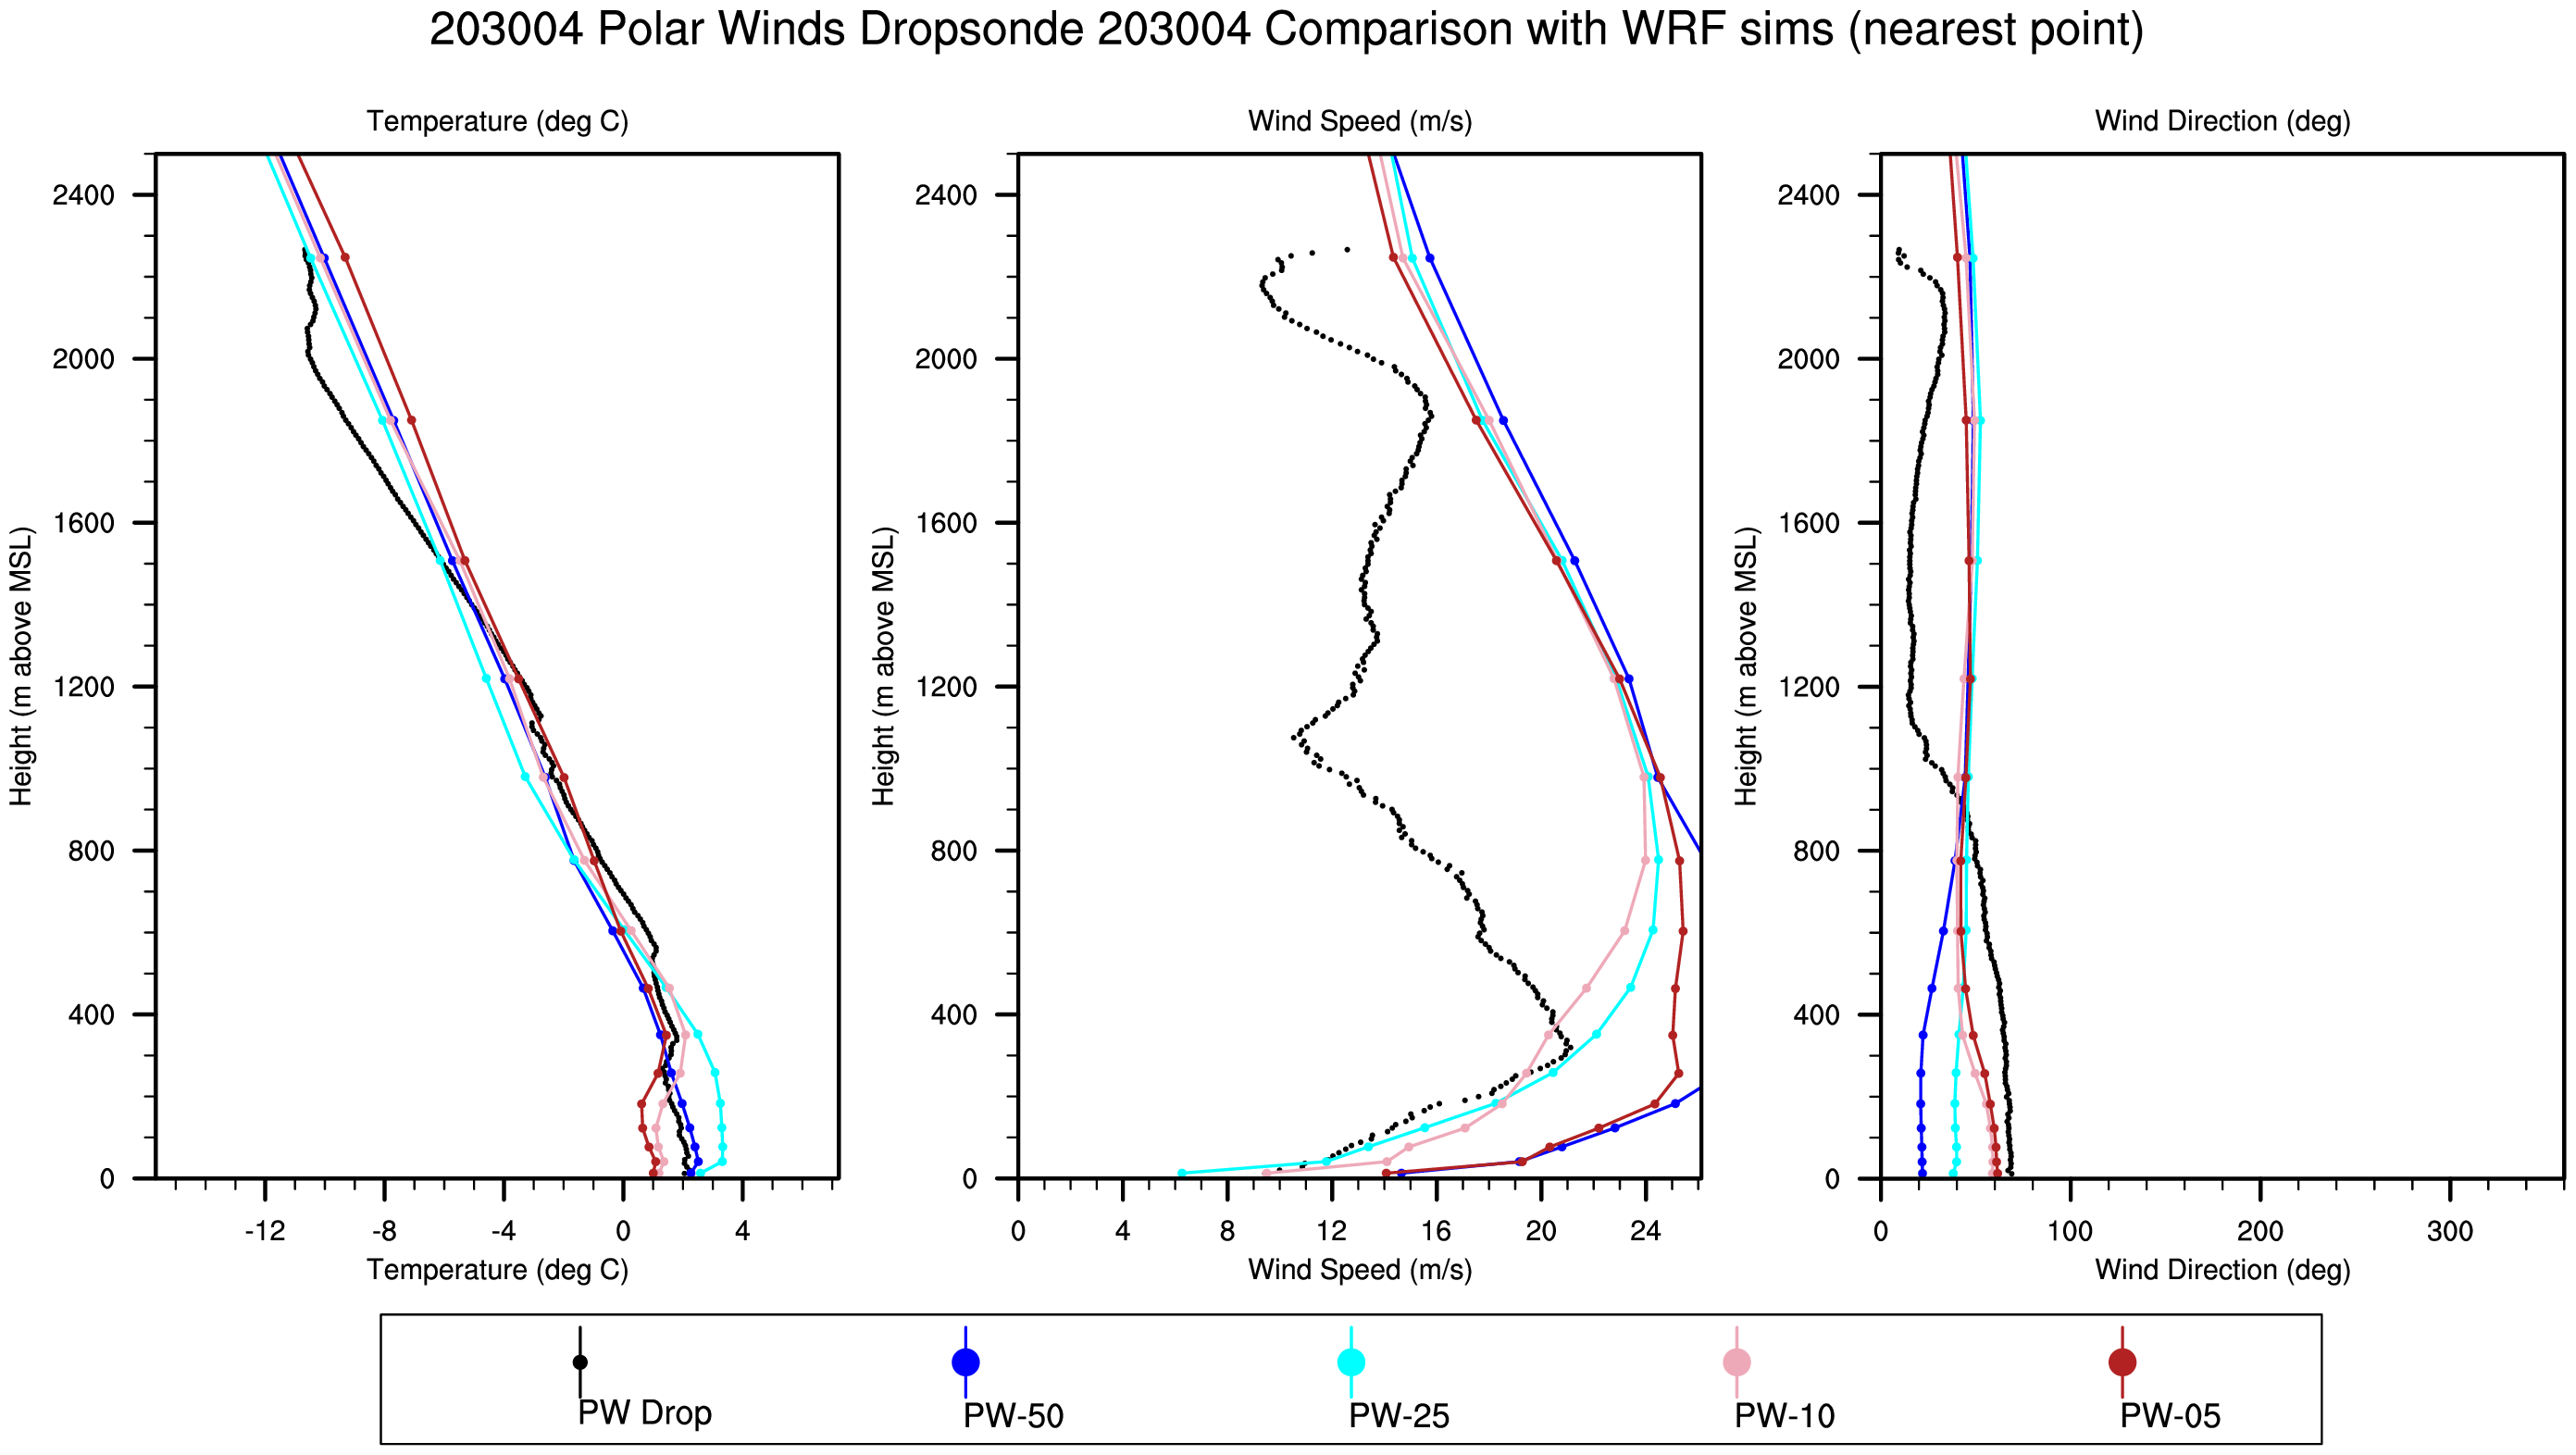 203004 Polar Winds Dropsonde 203004 Comparison with WRF sims (nearest point)
Temperature (deg C)
Wind Speed (m/s)
Wind Direction (deg)
Height (m above MSL)
2400
2000
1600
1200
800
400
0
-12 -8 -4 0 4
Temperature (deg C)
Height (m above MSL)
2400
2000
1600
1200
800
400
0
0 4 8 12 16 20 24
Wind Speed (m/s)
Height (m above MSL)
2400
2000
1600
1200
800
400
0
0 100 200 300
Wind Direction (deg)
PW Drop PW-50 PW-25 PW-10 PW-05